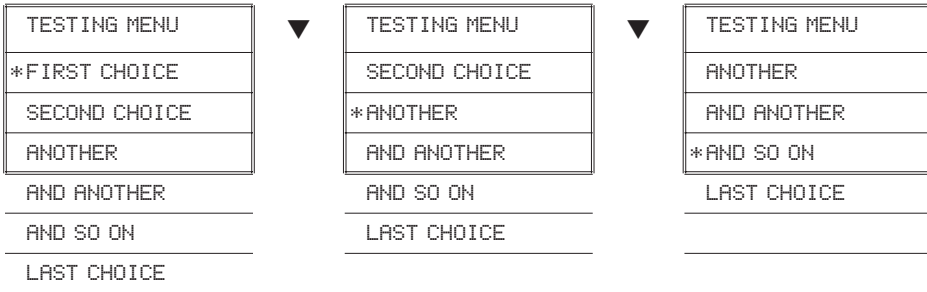 TESTING MENU
*FIRST CHOICE
SECOND CHOICE
ANOTHER
AND ANOTHER
AND SO ON
LAST CHOICE
▼
TESTING MENU
SECOND CHOICE
*ANOTHER
AND ANOTHER
AND SO ON
LAST CHOICE
▼
TESTING MENU
ANOTHER
AND ANOTHER
*AND SO ON
LAST CHOICE